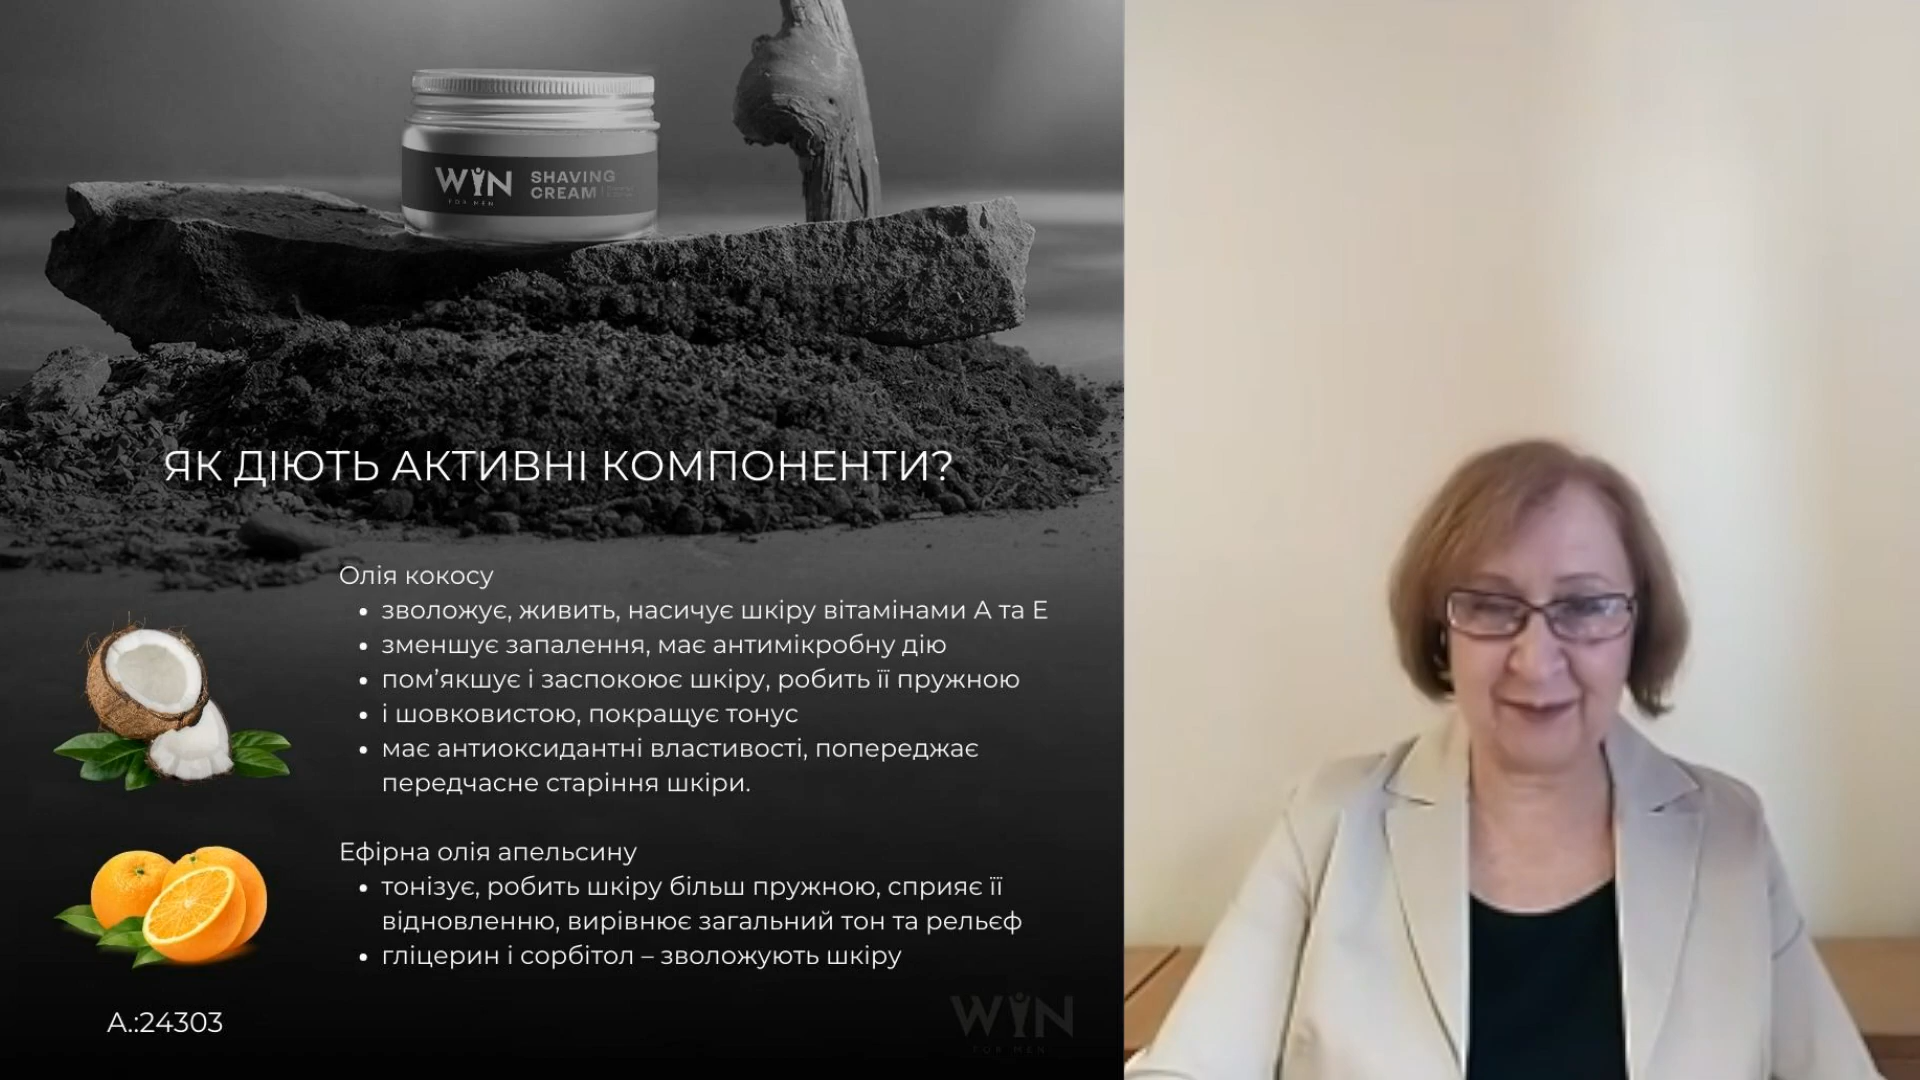 WIN
FOR MEN
SHAVING
CREAM
ЯК ДІЮТЬ АКТИВНІ КОМПОНЕНТИ?
Олія кокосу
• зволожує, живить, насичує шкіру вітамінами А та Е
• зменшує запалення, має антимікробну дію
• пом’якшує і заспокоює шкіру, робить її пружною
• і шовковистою, покращує тонус
• має антиоксидантні властивості, попереджає
передчасне старіння шкіри.
Ефірна олія апельсину
• тонізує, робить шкіру більш пружною, сприяє її
відновленню, вирівнює загальний тон та рельєф
• гліцерин і сорбітол – зволожують шкіру
А.:24303
WIN
FOR MEN